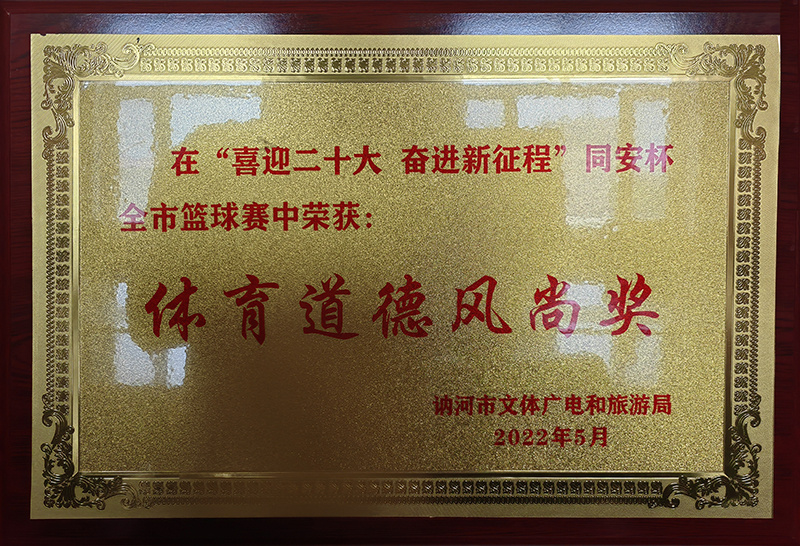 在“喜迎二十大 奋进新征程”同安杯
全市篮球赛中荣获：
体育道德风尚奖
讷河市文体广电和旅游局
2022年5月